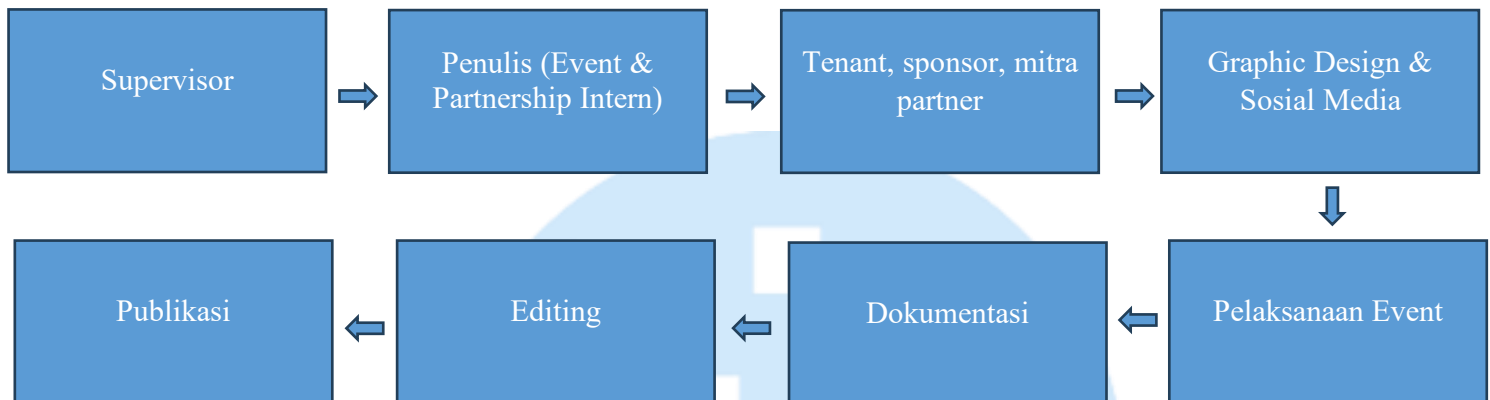 Supervisor
Penulis (Event &
Partnership Intern)
Tenant, sponsor, mitra
partner
Graphic Design &
Sosial Media
Pelaksanaan Event
Dokumentasi
Editing
Publikasi